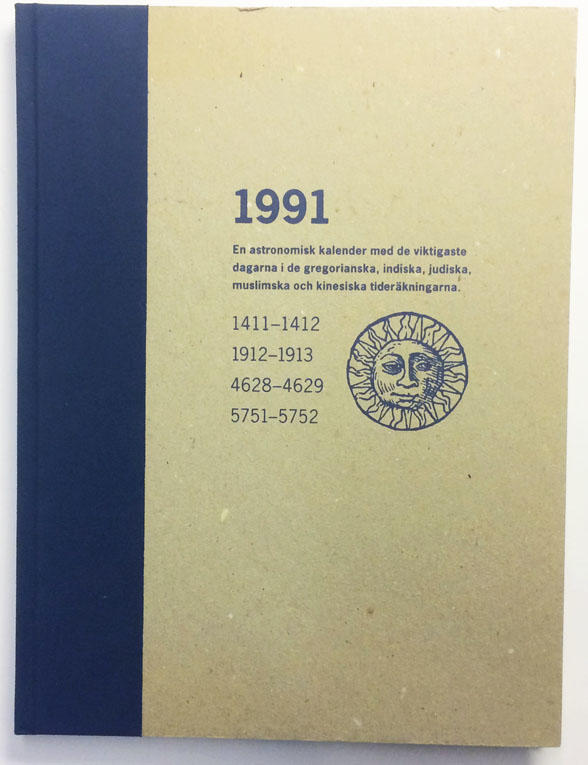 1991
En astronomisk kalender med de viktigaste
dagarna i de gregorianska, indiska, judiska,
muslimska och kinesiska tideräkningarna.
1411–1412
1912–1913
4628–4629
5751–5752